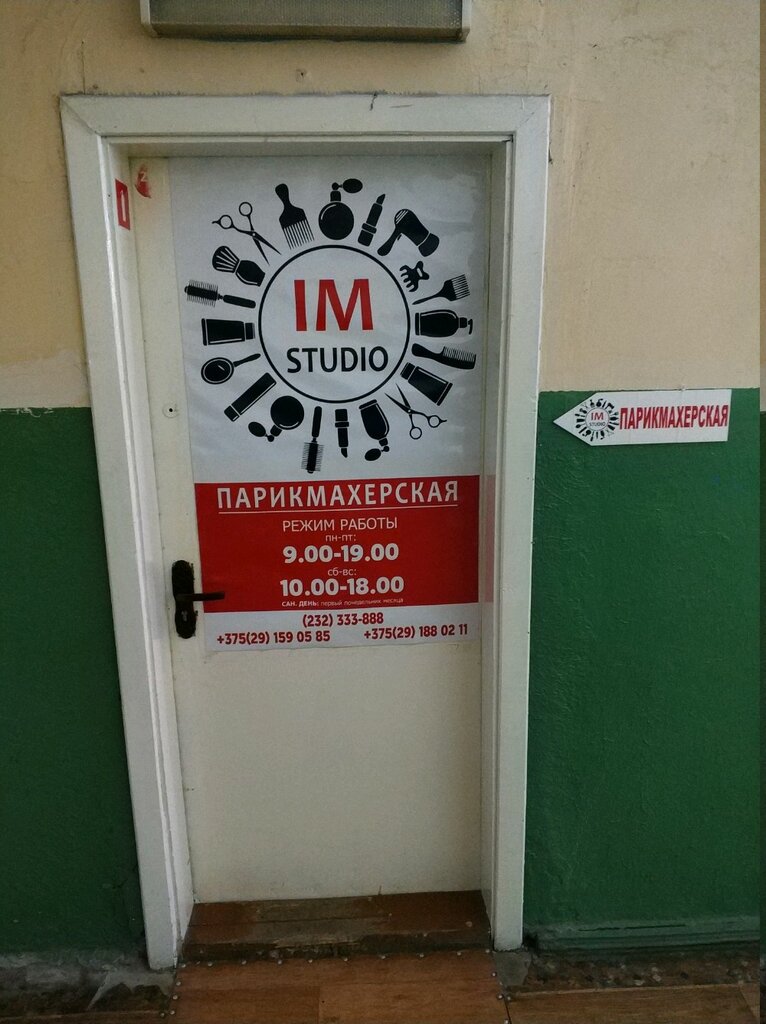 IM
STUDIO
ПАРИКМАХЕРСКАЯ
РЕЖИМ РАБОТЫ
пн-пт:
9.00-19.00
сб-вс:
10.00-18.00
САН. ДЕНЬ: первый понедельник месяца
(232) 333-888
+375(29) 159 05 85 +375(29) 188 02 11
IM
STUDIO
ПАРИКМАХЕРСКАЯ
1
2